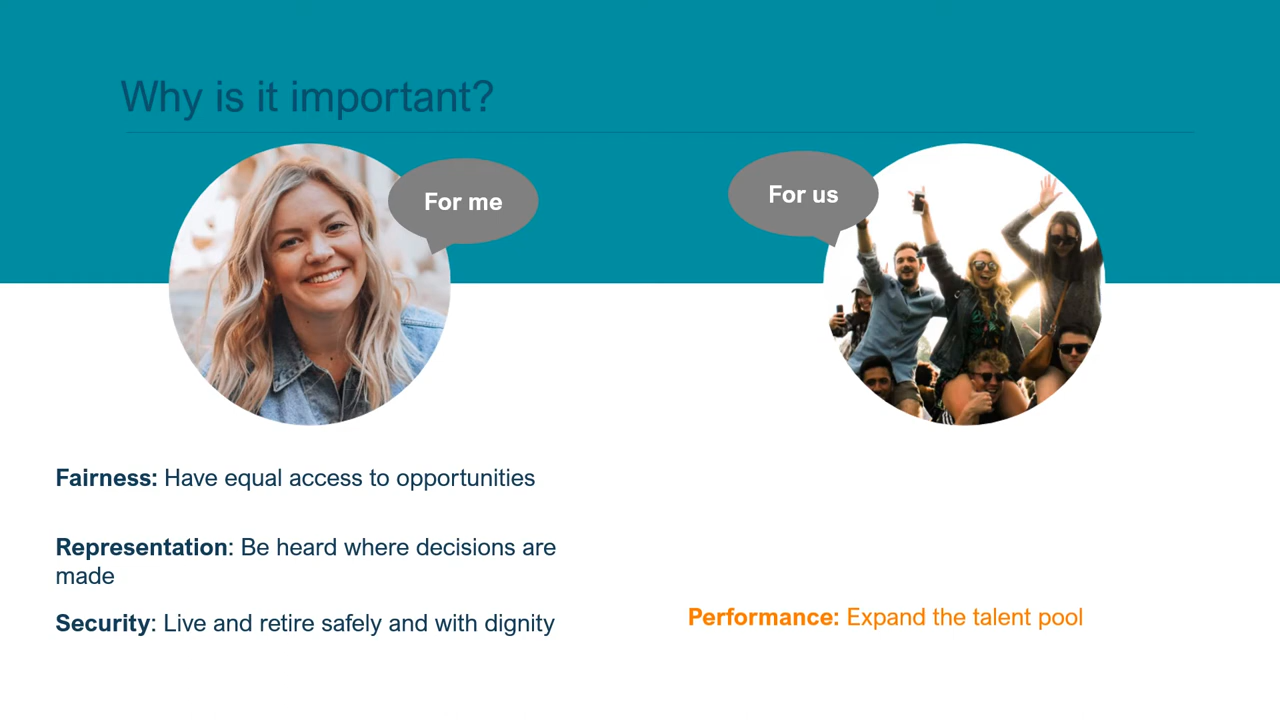 Why is it important?
For me
For us
Fairness: Have equal access to opportunities
Representation: Be heard where decisions are
made
Security: Live and retire safely and with dignity
Performance: Expand the talent pool